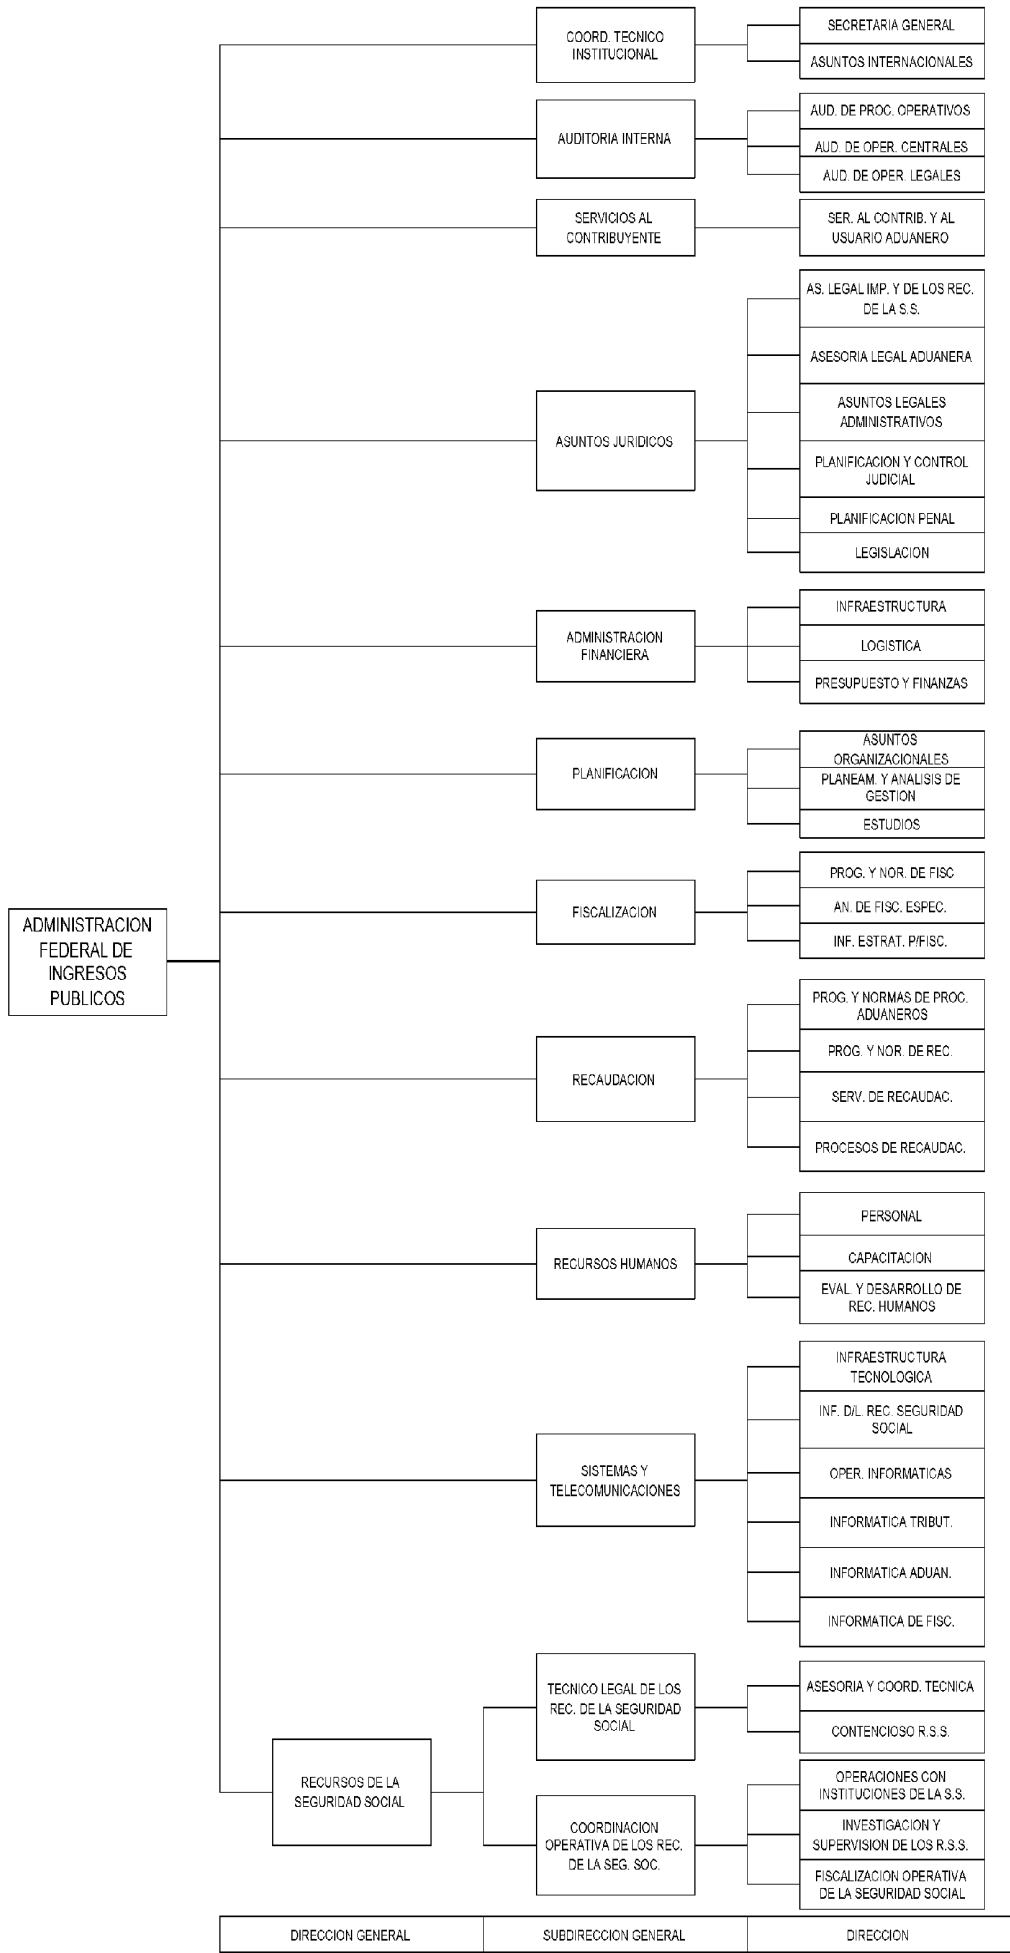 COORD. TECNICO
INSTITUCIONAL
SECRETARIA GENERAL
ASUNTOS INTERNACIONALES
AUDITORIA INTERNA
AUD. DE PROC. OPERATIVOS
AUD. DE OPER. CENTRALES
AUD. DE OPER. LEGALES
SERVICIOS AL
CONTRIBUYENTE
SER. AL CONTRIB. Y AL
USUARIO ADUANERO
ASUNTOS JURIDICOS
AS. LEGAL IMP. Y DE LOS REC.
DE LA S.S.
ASESORIA LEGAL ADUANERA
ASUNTOS LEGALES
ADMINISTRATIVOS
PLANIFICACION Y CONTROL
JUDICIAL
PLANIFICACION PENAL
LEGISLACION
ADMINISTRACION
FINANCIERA
INFRAESTRUCTURA
LOGISTICA
PRESUPUESTO Y FINANZAS
PLANIFICACION
ASUNTOS
ORGANIZACIONALES
PLANEAM. Y ANALISIS DE
GESTION
ESTUDIOS
ADMINISTRACION
FEDERAL DE
INGRESOS
PUBLICOS
FISCALIZACION
PROG. Y NOR. DE FISC
AN. DE FISC. ESPEC.
INF. ESTRAT. P/FISC.
RECAUDACION
PROG. Y NORMAS DE PROC.
ADUANEROS
PROG. Y NOR. DE REC.
SERV. DE RECAUDAC.
PROCESOS DE RECAUDAC.
RECURSOS HUMANOS
PERSONAL
CAPACITACION
EVAL. Y DESARROLLO DE
REC. HUMANOS
SISTEMAS Y
TELECOMUNICACIONES
INFRAESTRUCTURA
TECNOLOGICA
INF. D/L. REC. SEGURIDAD
SOCIAL
OPER. INFORMATICAS
INFORMATICA TRIBUT.
INFORMATICA ADUAN.
INFORMATICA DE FISC.
RECURSOS DE LA
SEGURIDAD SOCIAL
TECNICO LEGAL DE LOS
REC. DE LA SEGURIDAD
SOCIAL
ASESORIA Y COORD. TECNICA
CONTENCIOSO R.S.S.
COORDINACION
OPERATIVA DE LOS REC.
DE LA SEG. SOC.
OPERACIONES CON
INSTITUCIONES DE LA S.S.
INVESTIGACION Y
SUPERVISION DE LOS R.S.S.
FISCALIZACION OPERATIVA
DE LA SEGURIDAD SOCIAL
DIRECCION GENERAL
SUBDIRECCION GENERAL
DIRECCION